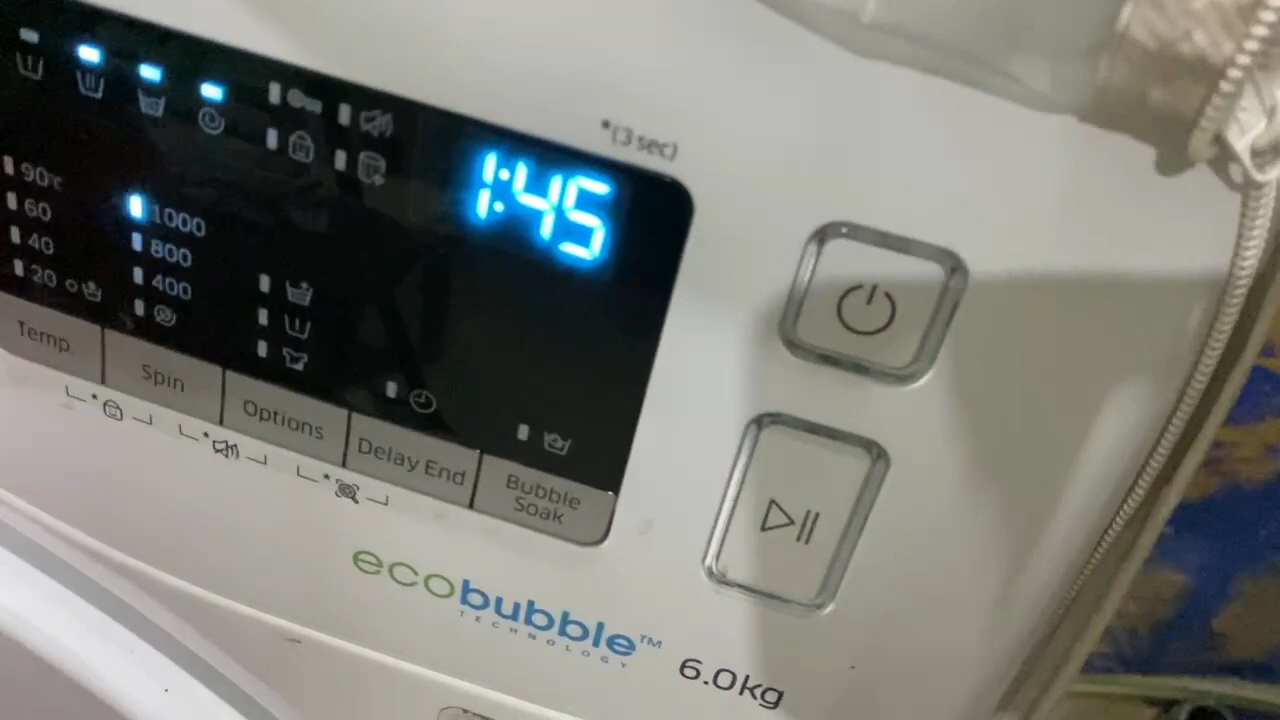 *(3 sec)
1:45
90℃
60
40
20
1000
800
400
Temp.
Spin
Options
Delay End
Bubble
Soak
ecobubble™
TECHNOLOGY
6.0kg